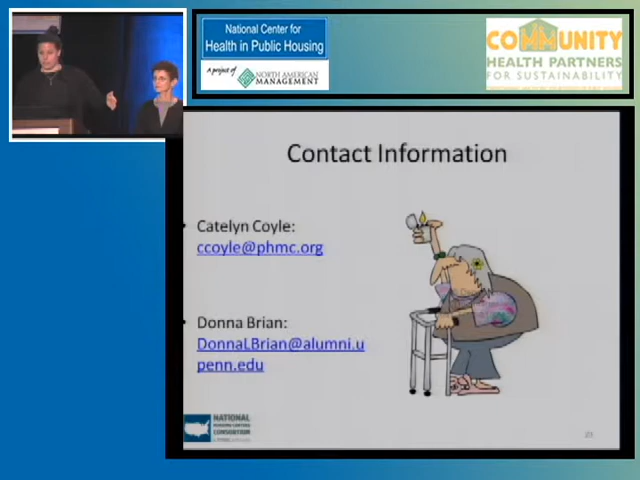 National Center for
Health in Public Housing
A project of
NORTH AMERICAN
MANAGEMENT
COMMUNITY
HEALTH PARTNERS
FOR SUSTAINABILITY
Contact Information
Catelyn Coyle:
ccoyle@phmc.org
Donna Brian:
DonnaLBrian@alumni.u
penn.edu
NATIONAL
NURSING CENTERS
CONSORTIUM